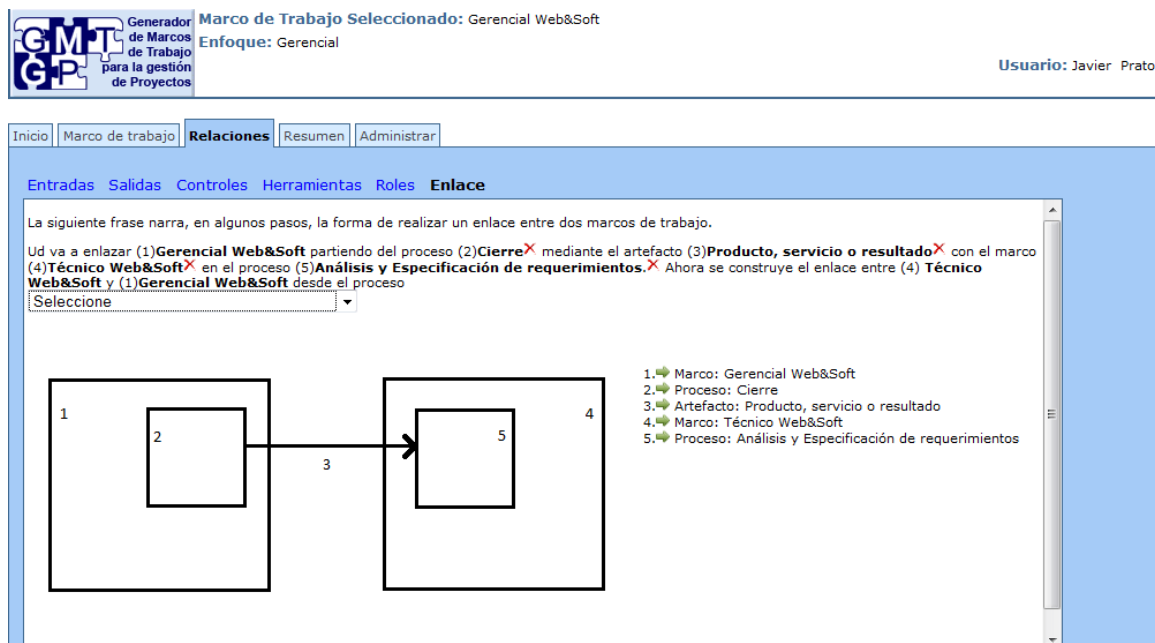 GMT
GP
Generador
de Marcos
de Trabajo
para la gestión
de Proyectos
Marco de Trabajo Seleccionado: Gerencial Web&Soft
Enfoque: Gerencial
Usuario: Javier Prato
Inicio Marco de trabajo Relaciones Resumen Administrar
Entradas Salidas Controles Herramientas Roles Enlace
La siguiente frase narra, en algunos pasos, la forma de realizar un enlace entre dos marcos de trabajo.
Ud va a enlazar (1)Gerencial Web&Soft partiendo del proceso (2)Cierre mediante el artefacto (3)Producto, servicio o resultado con el marco
(4)Técnico Web&Soft en el proceso (5)Análisis y Especificación de requerimientos. Ahora se construye el enlace entre (4) Técnico
Web&Soft y (1)Gerencial Web&Soft desde el proceso
Seleccione
1
2
3
4
5
1. Marco: Gerencial Web&Soft
2. Proceso: Cierre
3. Artefacto: Producto, servicio o resultado
4. Marco: Técnico Web&Soft
5. Proceso: Análisis y Especificación de requerimientos